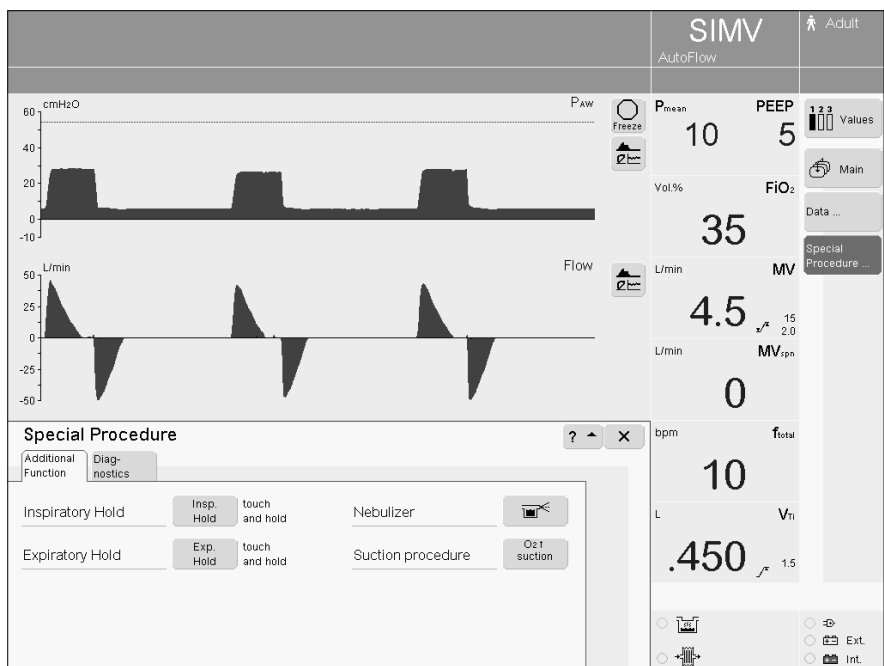 SIMV
AutoFlow
Adult
cmH2O
PAW
60
40
20
0
-10
Freeze
L/min
Flow
50
25
0
-25
-50
Pmean
PEEP
10
5
Vol.%
FiO2
35
L/min
MV
4.5
15
2.0
L/min
MVspn
0
bpm
ftotal
10
L
VTi
.450
1.5
1 2 3
Values
Main
Data ...
Special
Procedure ...
Special Procedure
?
Additional
Function
Diag-
nostics
Inspiratory Hold
Insp.
Hold
touch
and hold
Nebulizer
Expiratory Hold
Exp.
Hold
touch
and hold
Suction procedure
O2↑
suction
Ext.
Int.